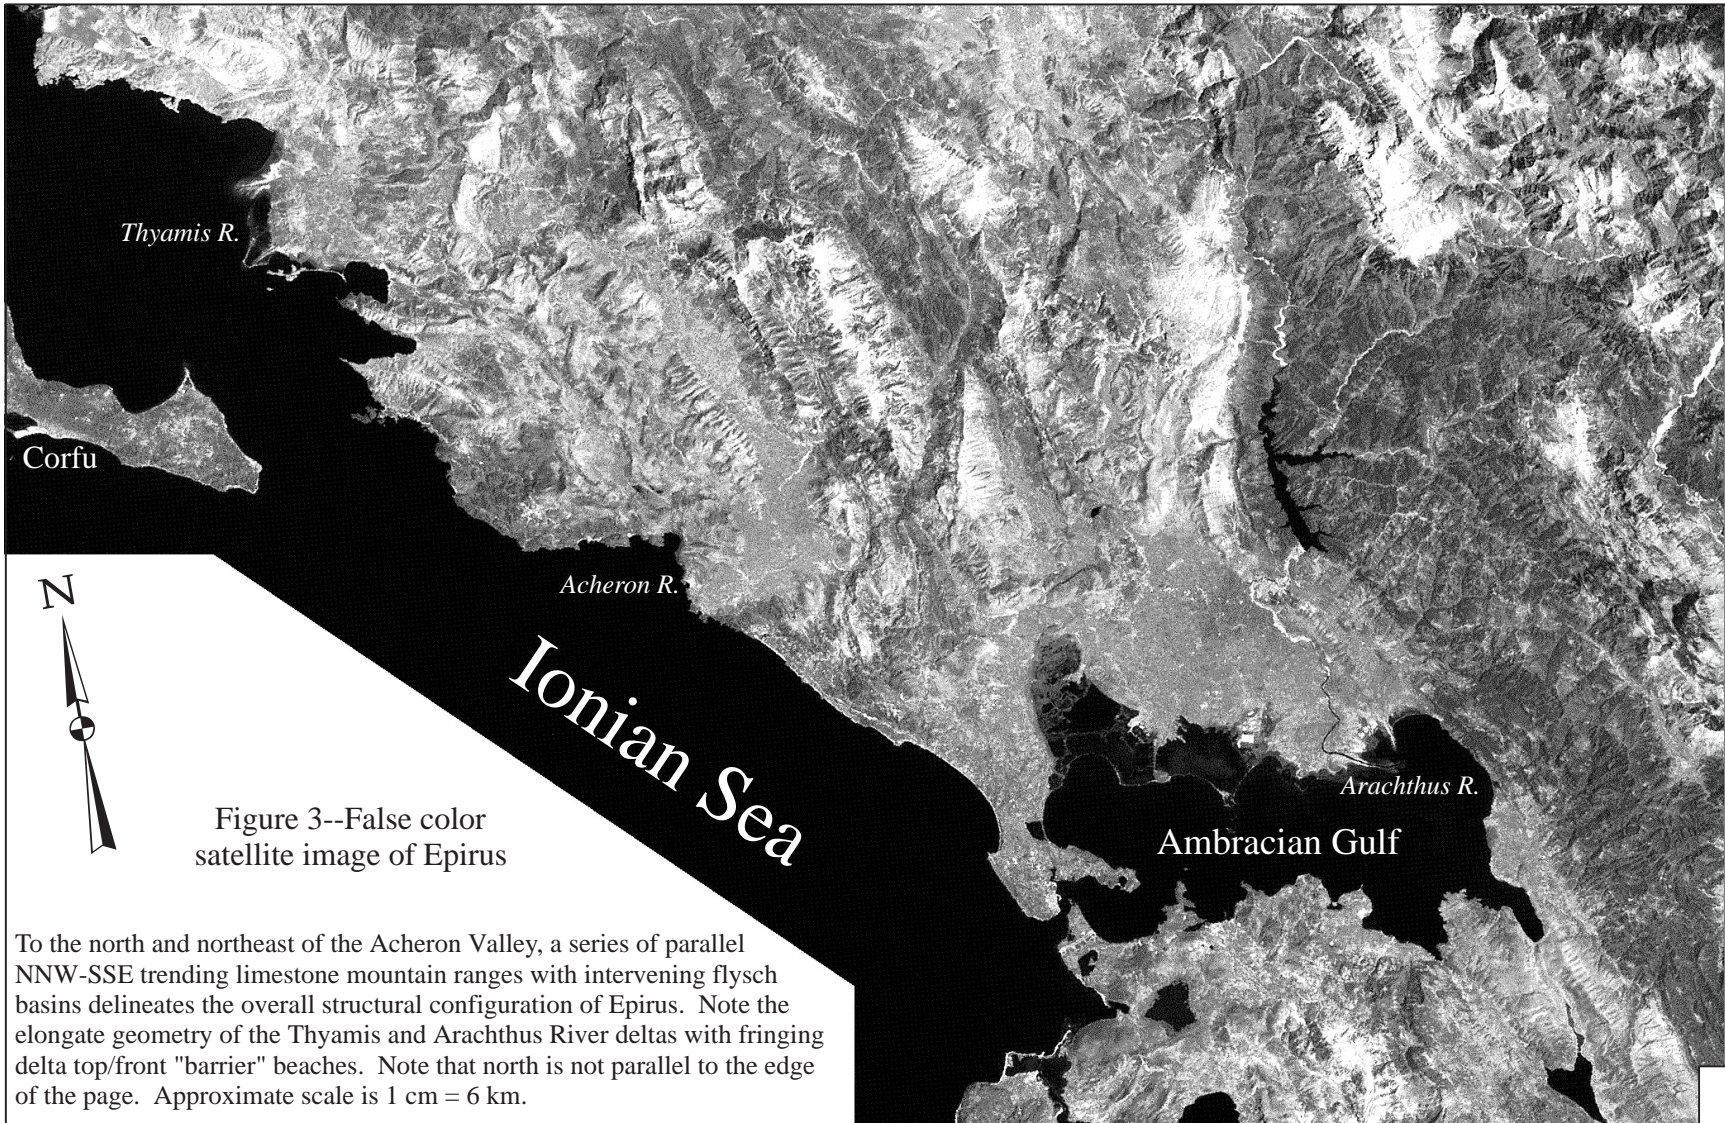 Thyamis R.
Corfu
Acheron R.
N
Ionian Sea
Arachthus R.
Ambracian Gulf
Figure 3--False color
satellite image of Epirus
To the north and northeast of the Acheron Valley, a series of parallel
NNW-SSE trending limestone mountain ranges with intervening flysch
basins delineates the overall structural configuration of Epirus.  Note the
elongate geometry of the Thyamis and Arachthus River deltas with fringing
delta top/front "barrier" beaches.  Note that north is not parallel to the edge
of the page.  Approximate scale is 1 cm = 6 km.